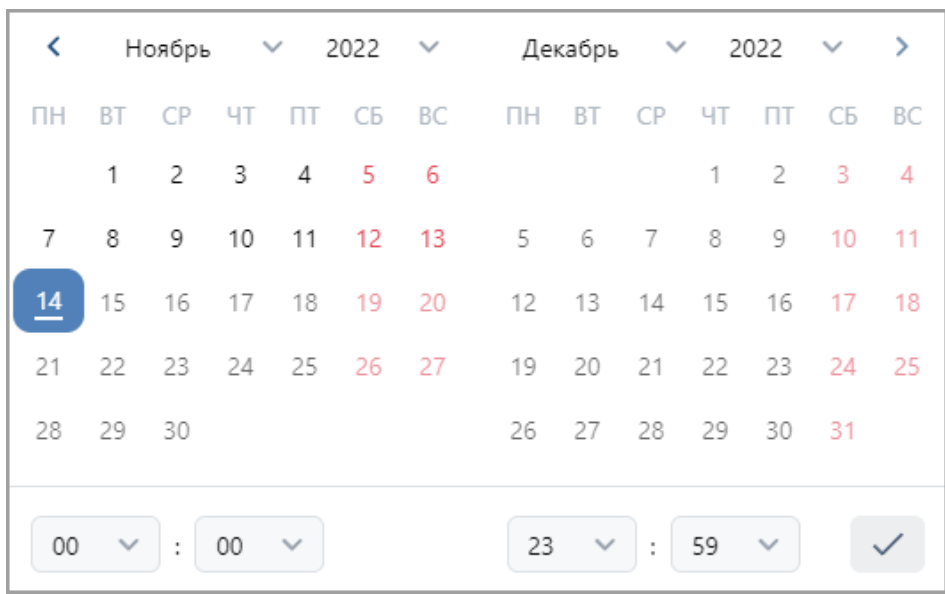 Ноябрь 2022 Декабрь 2022
ПН ВТ СР ЧТ ПТ СБ ВС ПН ВТ СР ЧТ ПТ СБ ВС
1 2 3 4 5 6 1 2 3 4
7 8 9 10 11 12 13 5 6 7 8 9 10 11
14 15 16 17 18 19 20 12 13 14 15 16 17 18
21 22 23 24 25 26 27 19 20 21 22 23 24 25
28 29 30 26 27 28 29 30 31
00 : 00 23 : 59